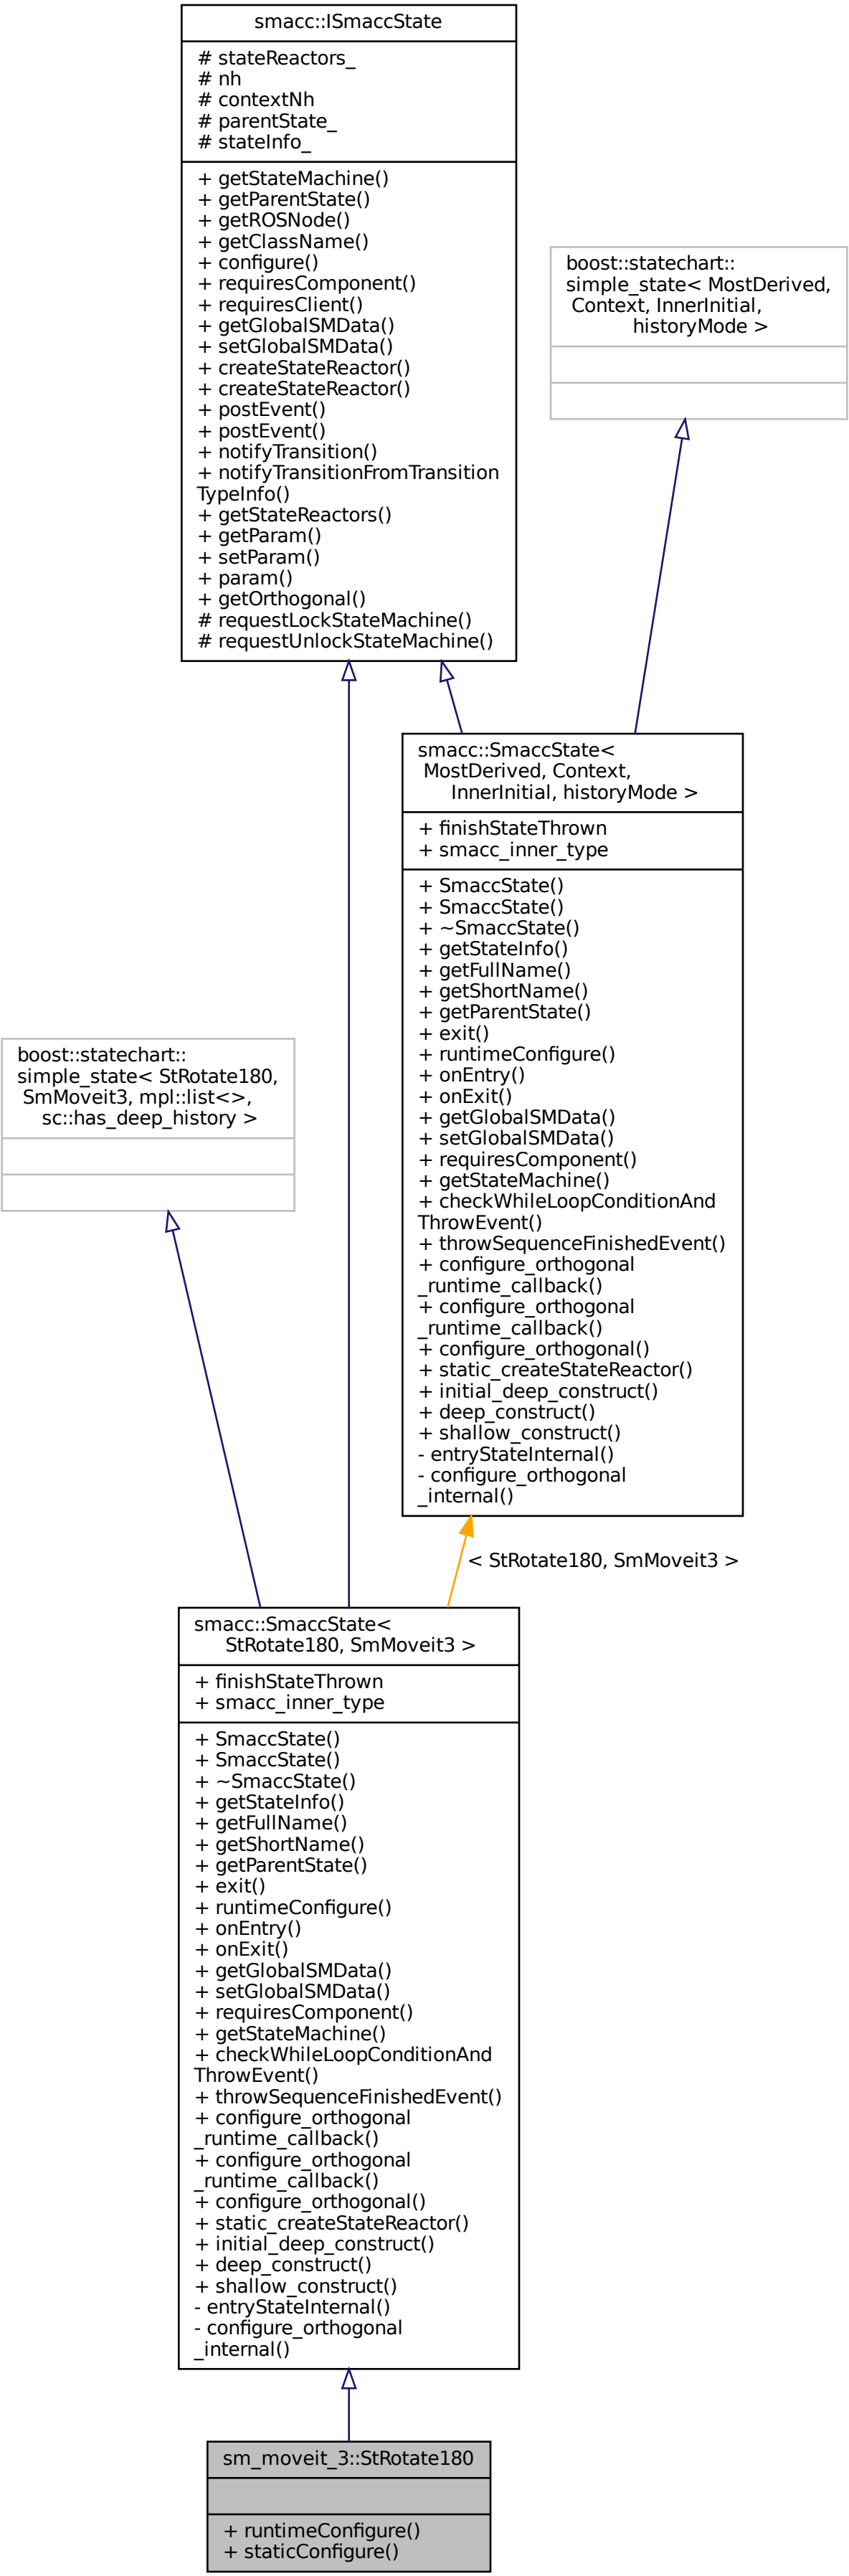 smacc::ISmaccState
# stateReactors_
# nh
# contextNh
# parentState_
# stateInfo_
+ getStateMachine()
+ getParentState()
+ getROSNode()
+ getClassName()
+ configure()
+ requiresComponent()
+ requiresClient()
+ getGlobalSMData()
+ setGlobalSMData()
+ createStateReactor()
+ createStateReactor()
+ postEvent()
+ postEvent()
+ notifyTransition()
+ notifyTransitionFromTransition
TypeInfo()
+ getStateReactors()
+ getParam()
+ setParam()
+ param()
+ getOrthogonal()
# requestLockStateMachine()
# requestUnlockStateMachine()
boost::statechart::
simple_state< MostDerived,
Context, InnerInitial,
historyMode >
smacc::SmaccState<
MostDerived, Context,
InnerInitial, historyMode >
+ finishStateThrown
+ smacc_inner_type
+ SmaccState()
+ SmaccState()
+ ~SmaccState()
+ getStateInfo()
+ getFullName()
+ getShortName()
+ getParentState()
+ exit()
+ runtimeConfigure()
+ onEntry()
+ onExit()
+ getGlobalSMData()
+ setGlobalSMData()
+ requiresComponent()
+ getStateMachine()
+ checkWhileLoopConditionAnd
ThrowEvent()
+ throwSequenceFinishedEvent()
+ configure_orthogonal
_runtime_callback()
+ configure_orthogonal
_runtime_callback()
+ configure_orthogonal()
+ static_createStateReactor()
+ initial_deep_construct()
+ deep_construct()
+ shallow_construct()
- entryStateInternal()
- configure_orthogonal
_internal()
boost::statechart::
simple_state< StRotate180,
SmMoveit3, mpl::list<>,
sc::has_deep_history >
< StRotate180, SmMoveit3 >
smacc::SmaccState<
StRotate180, SmMoveit3 >
+ finishStateThrown
+ smacc_inner_type
+ SmaccState()
+ SmaccState()
+ ~SmaccState()
+ getStateInfo()
+ getFullName()
+ getShortName()
+ getParentState()
+ exit()
+ runtimeConfigure()
+ onEntry()
+ onExit()
+ getGlobalSMData()
+ setGlobalSMData()
+ requiresComponent()
+ getStateMachine()
+ checkWhileLoopConditionAnd
ThrowEvent()
+ throwSequenceFinishedEvent()
+ configure_orthogonal
_runtime_callback()
+ configure_orthogonal
_runtime_callback()
+ configure_orthogonal()
+ static_createStateReactor()
+ initial_deep_construct()
+ deep_construct()
+ shallow_construct()
- entryStateInternal()
- configure_orthogonal
_internal()
sm_moveit_3::StRotate180
+ runtimeConfigure()
+ staticConfigure()